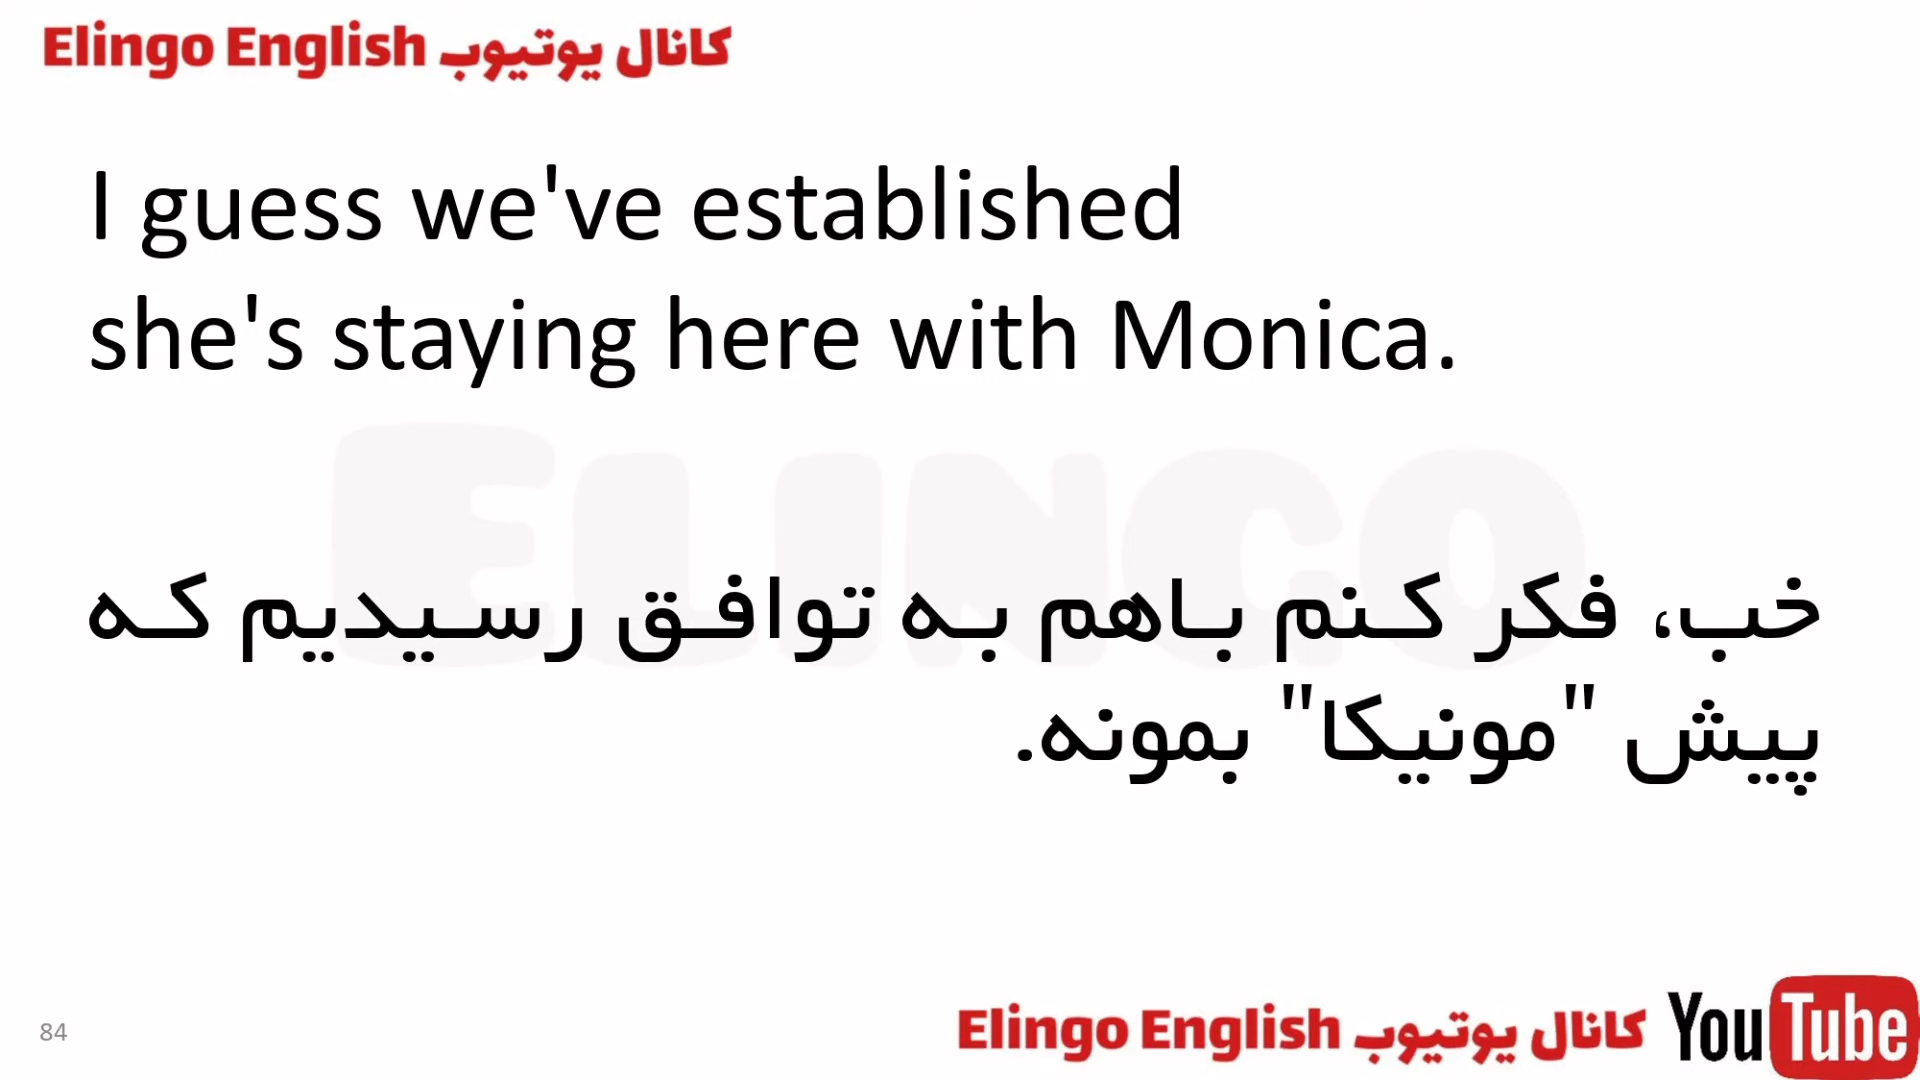 Elingo English کانال یوتیوب
I guess we've established
she's staying here with Monica.
ELINGO
خب، فکر کنم باهم به توافق رسیدیم که
پیش "مونیکا" بمونه.
84
Elingo English کانال یوتیوب YouTube